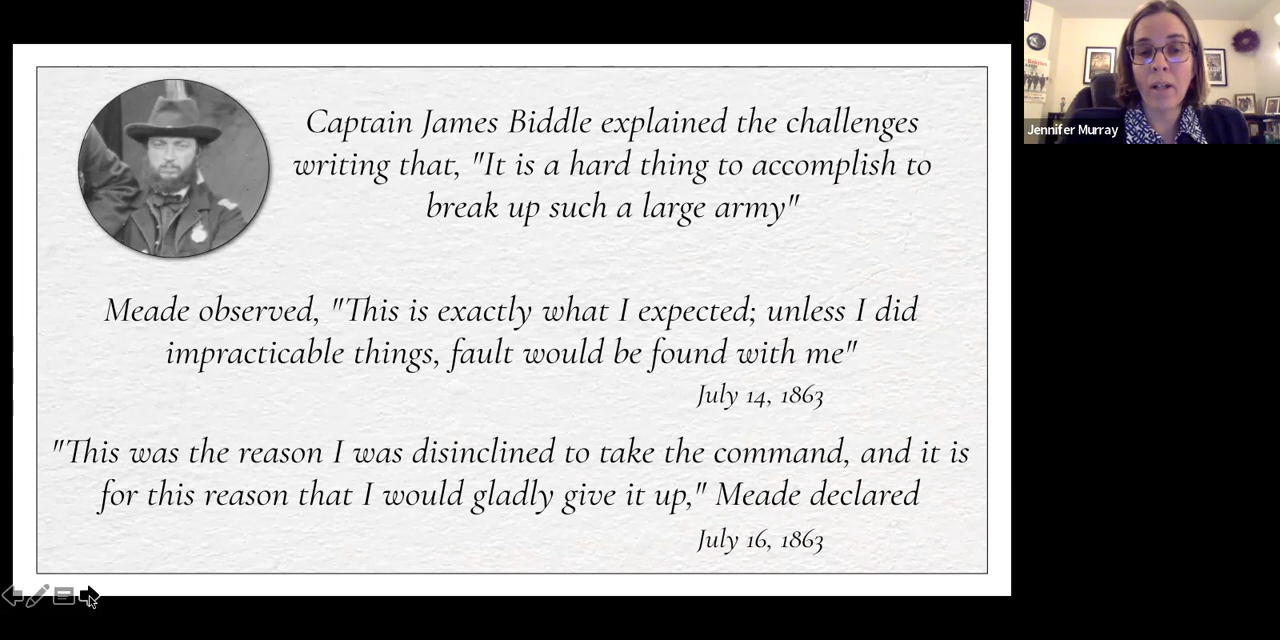 Captain James Biddle explained the challenges
writing that, "It is a hard thing to accomplish to
break up such a large army"
Meade observed, "This is exactly what I expected; unless I did
impracticable things, fault would be found with me"
July 14, 1863
"This was the reason I was disinclined to take the command, and it is
for this reason that I would gladly give it up," Meade declared
July 16, 1863
Jennifer Murray